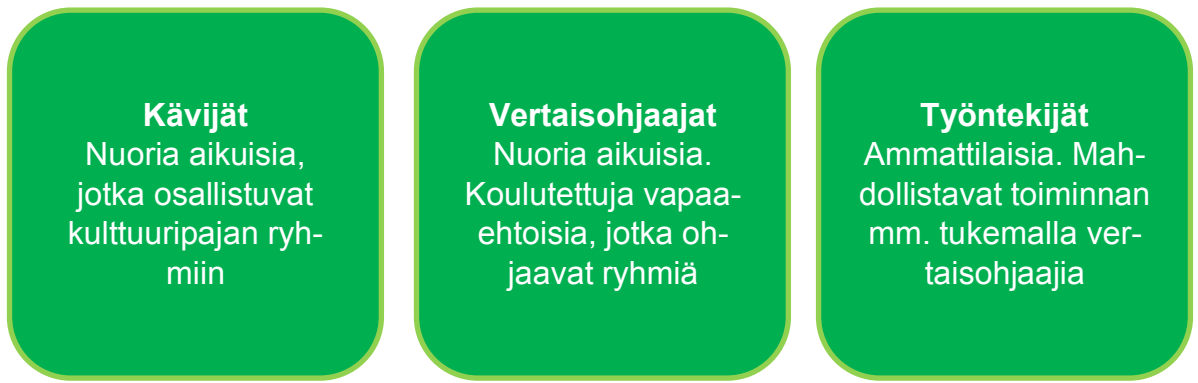 Kävijät
Nuoria aikuisia,
jotka osallistuvat
kulttuuripajan ryh-
miin
Vertaisohjaajat
Nuoria aikuisia.
Koulutettuja vapaa-
ehtoisia, jotka oh-
jaavat ryhmiä
Työntekijät
Ammattilaisia. Mah-
dollistavat toiminnan
mm. tukemalla ver-
taisohjaajia